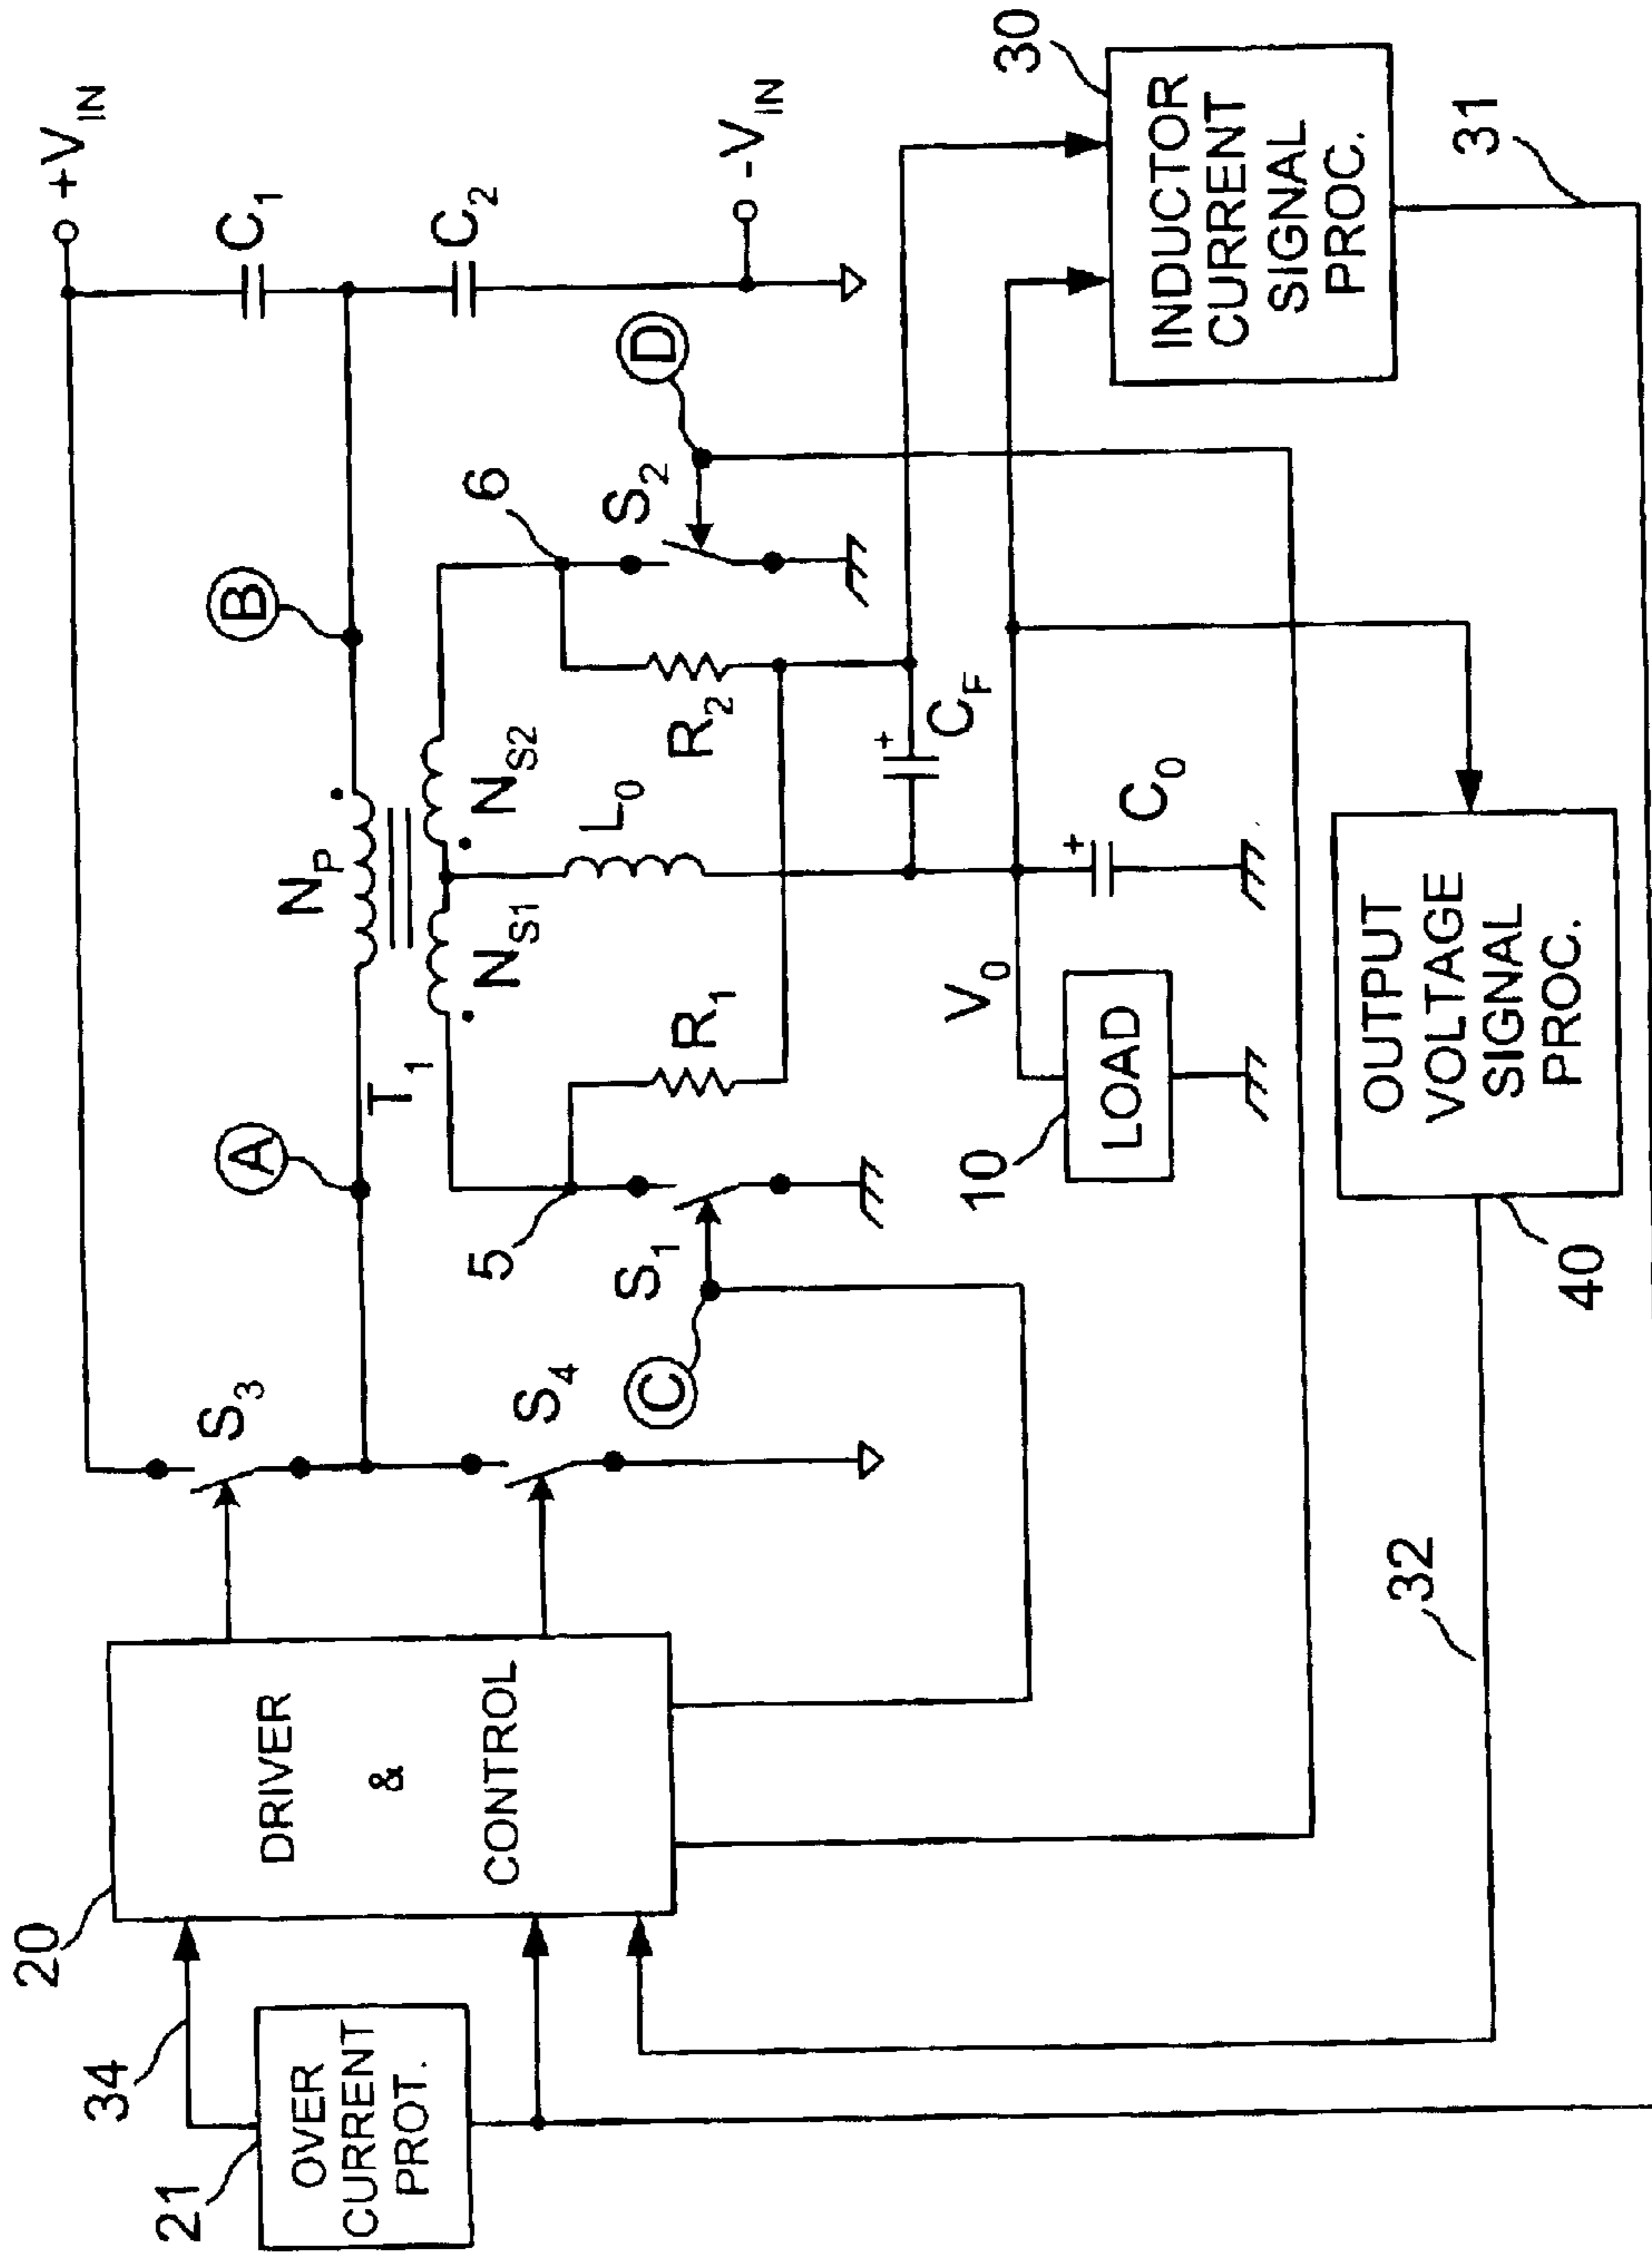 +V_IN
C_1
C_2
-V_IN
B
A
N_P
T_1
N_S1
N_S2
L_0
6
5
S_3
S_4
S_1
S_2
C
D
R_1
R_2
C_F
C_0
V_0
LOAD
10
20
DRIVER
&
CONTROL
34
21
OVER
CURRENT
PROT.
30
INDUCTOR
CURRENT
SIGNAL
PROC.
31
OUTPUT
VOLTAGE
SIGNAL
PROC.
40
32
+
+